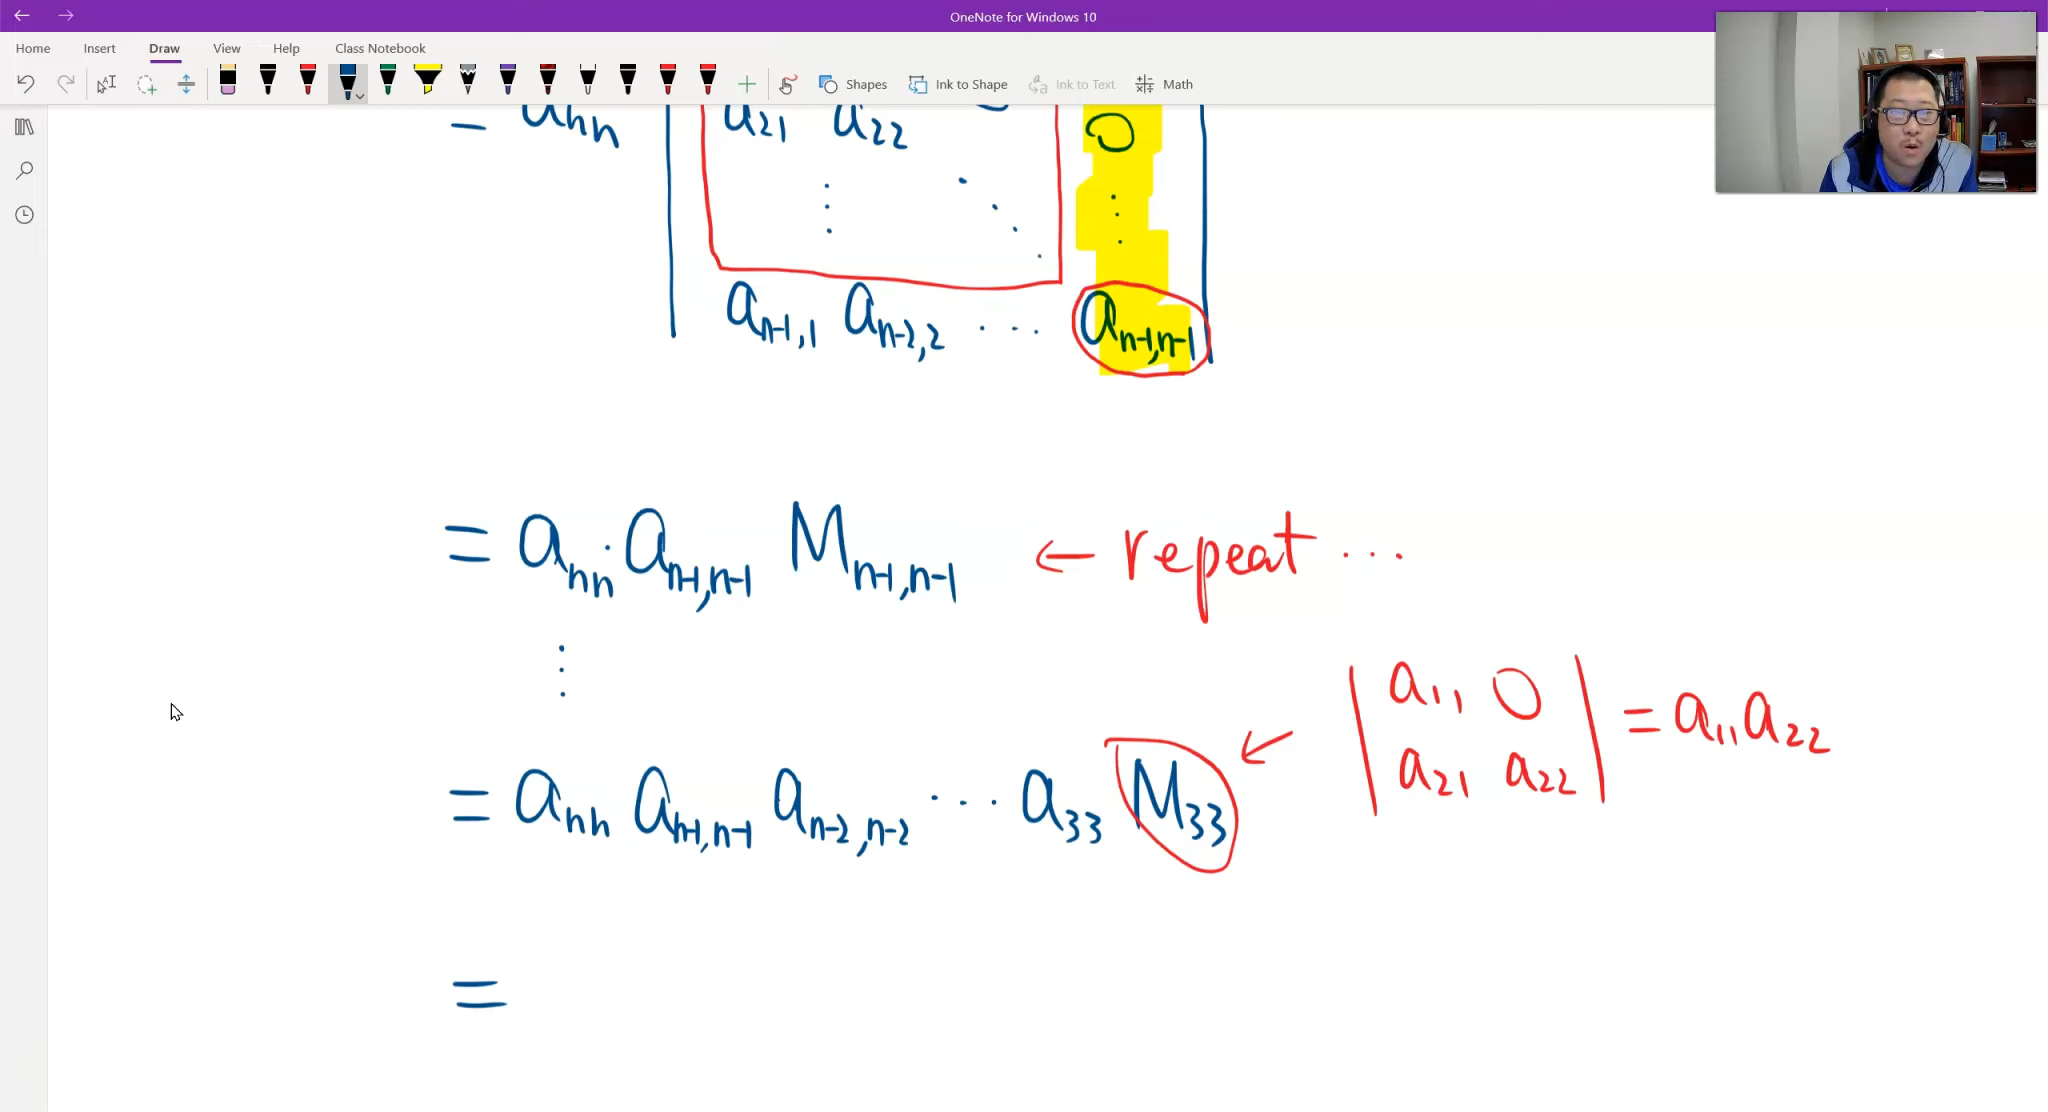 OneNote for Windows 10
Home Insert Draw View Help Class Notebook
Shapes Ink to Shape Ink to Text Math
= a_nn | a_21 a_22 0
⋮ ⋱ ⋮
a_n-1,1 a_n-2,2 ... a_n-1,n-1 |
= a_nn · a_n-1,n-1 M_n-1,n-1 ← repeat ...
⋮
= a_nn a_n-1,n-1 a_n-2,n-2 ... a_33 M_33 ←
| a_11 0 |
| a_21 a_22 | = a_11 a_22
=